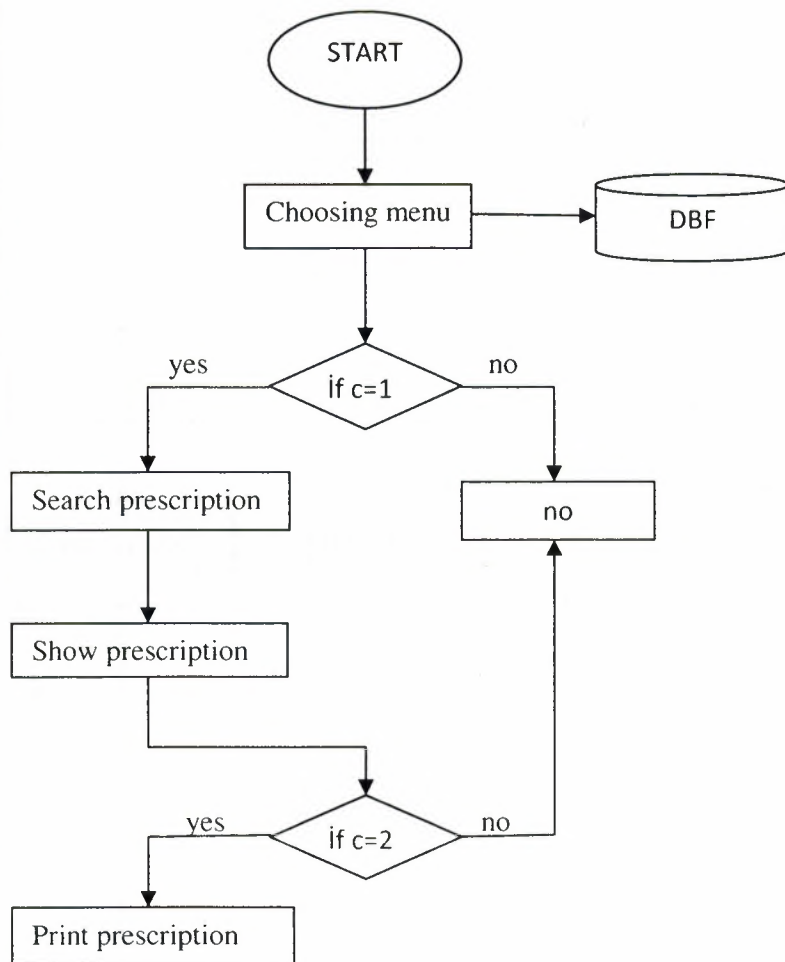 START
Choosing menu
DBF
yes
İf c=1
no
Search prescription
no
Show prescription
yes
İf c=2
no
Print prescription